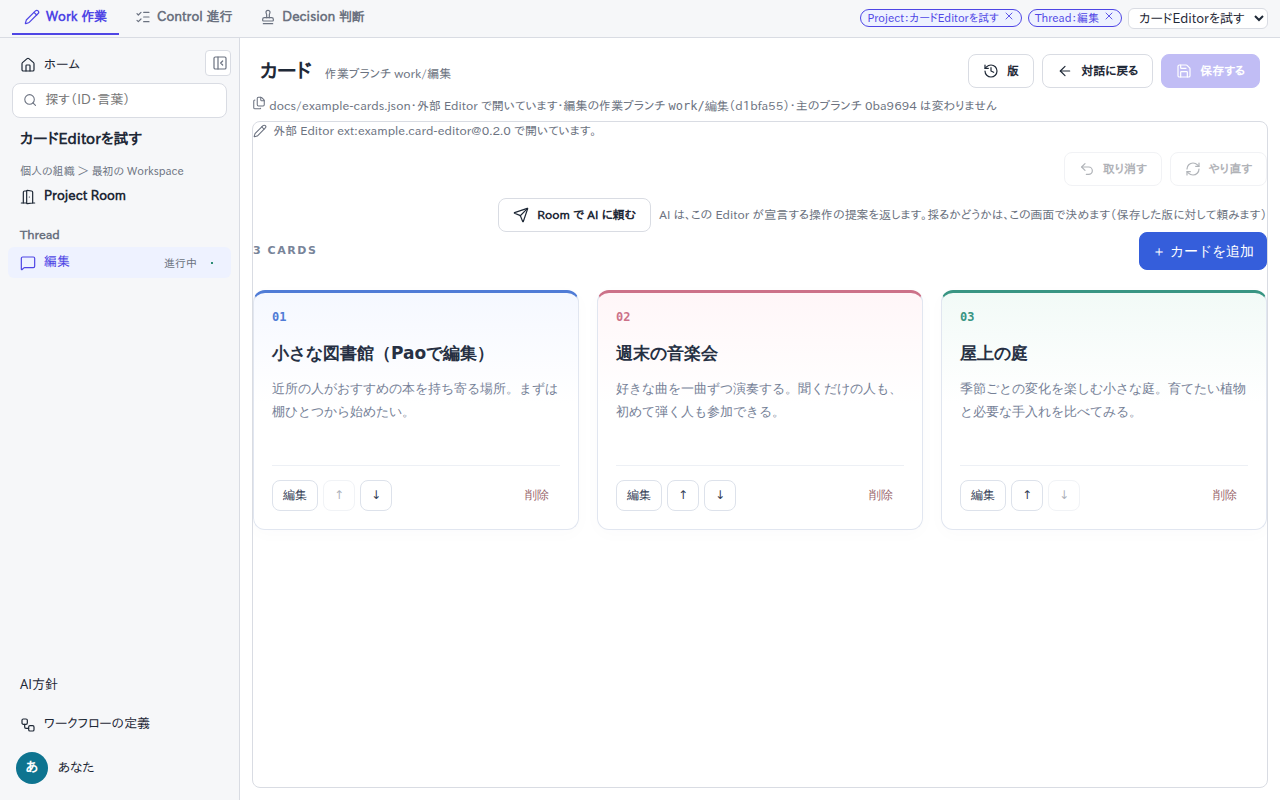 Work 作業
Control 進行
Decision 判断
Project:カードEditorを試す ×
Thread:編集 ×
カードEditorを試す
ホーム
探す(ID・言葉)
カードEditorを試す
個人の組織 > 最初の Workspace
Project Room
Thread
編集 進行中 ・
AI方針
ワークフローの定義
あ あなた
カード 作業ブランチ work/編集
版
対話に戻る
保存する
docs/example-cards.json・外部 Editor で開いています・編集の作業ブランチ work/編集(d1bfa55)・主のブランチ 0ba9694 は変わりません
外部 Editor ext:example.card-editor@0.2.0 で開いています。
取り消す
やり直す
Room で AI に頼む
AI は、この Editor が宣言する操作の提案を返します。採るかどうかは、この画面で決めます(保存した版に対して頼みます)
3 CARDS
＋ カードを追加
01
小さな図書館（Paoで編集）
近所の人がおすすめの本を持ち寄る場所。まずは
棚ひとつから始めたい。
編集 ↑ ↓ 削除
02
週末の音楽会
好きな曲を一曲ずつ演奏する。聞くだけの人も、
初めて弾く人も参加できる。
編集 ↑ ↓ 削除
03
屋上の庭
季節ごとの変化を楽しむ小さな庭。育てたい植物
と必要な手入れを比べてみる。
編集 ↑ ↓ 削除